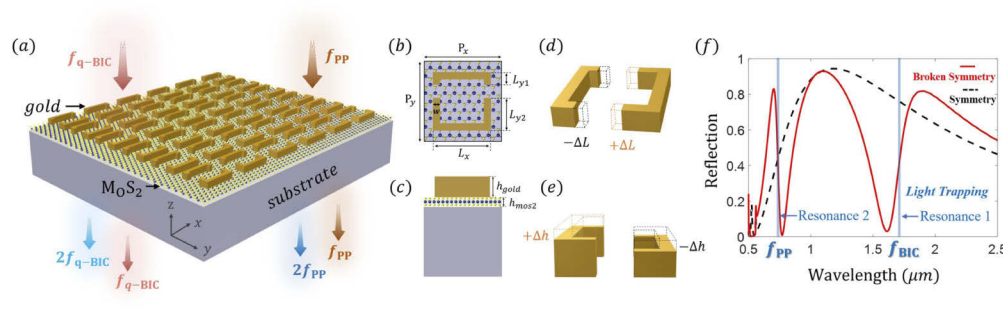 (a)
f_q−BIC
f_PP
gold
MoS₂
substrate
z
x
y
2f_q−BIC
f_q−BIC
2f_PP
f_PP
(b)
P_x
P_y
L_y1
w
L_y2
L_x
(c)
h_gold
h_mos2
(d)
−ΔL
+ΔL
(e)
+Δh
−Δh
(f)
Reflection
1
0.8
0.6
0.4
0.2
0
Broken Symmetry
Symmetry
Light Trapping
Resonance 2
Resonance 1
0.5
1
1.5
2
2.5
f_PP
f_BIC
Wavelength (μm)